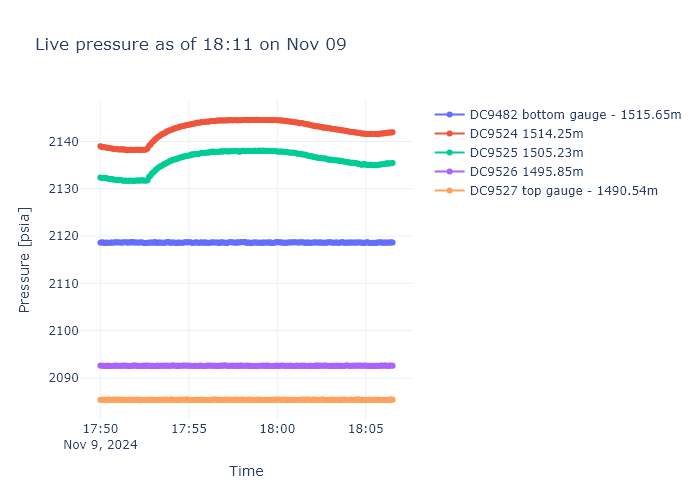 Live pressure as of 18:11 on Nov 09
DC9482 bottom gauge - 1515.65m
DC9524 1514.25m
DC9525 1505.23m
DC9526 1495.85m
DC9527 top gauge - 1490.54m
Pressure [psia]
2140
2130
2120
2110
2100
2090
17:50
17:55
18:00
18:05
Nov 9, 2024
Time